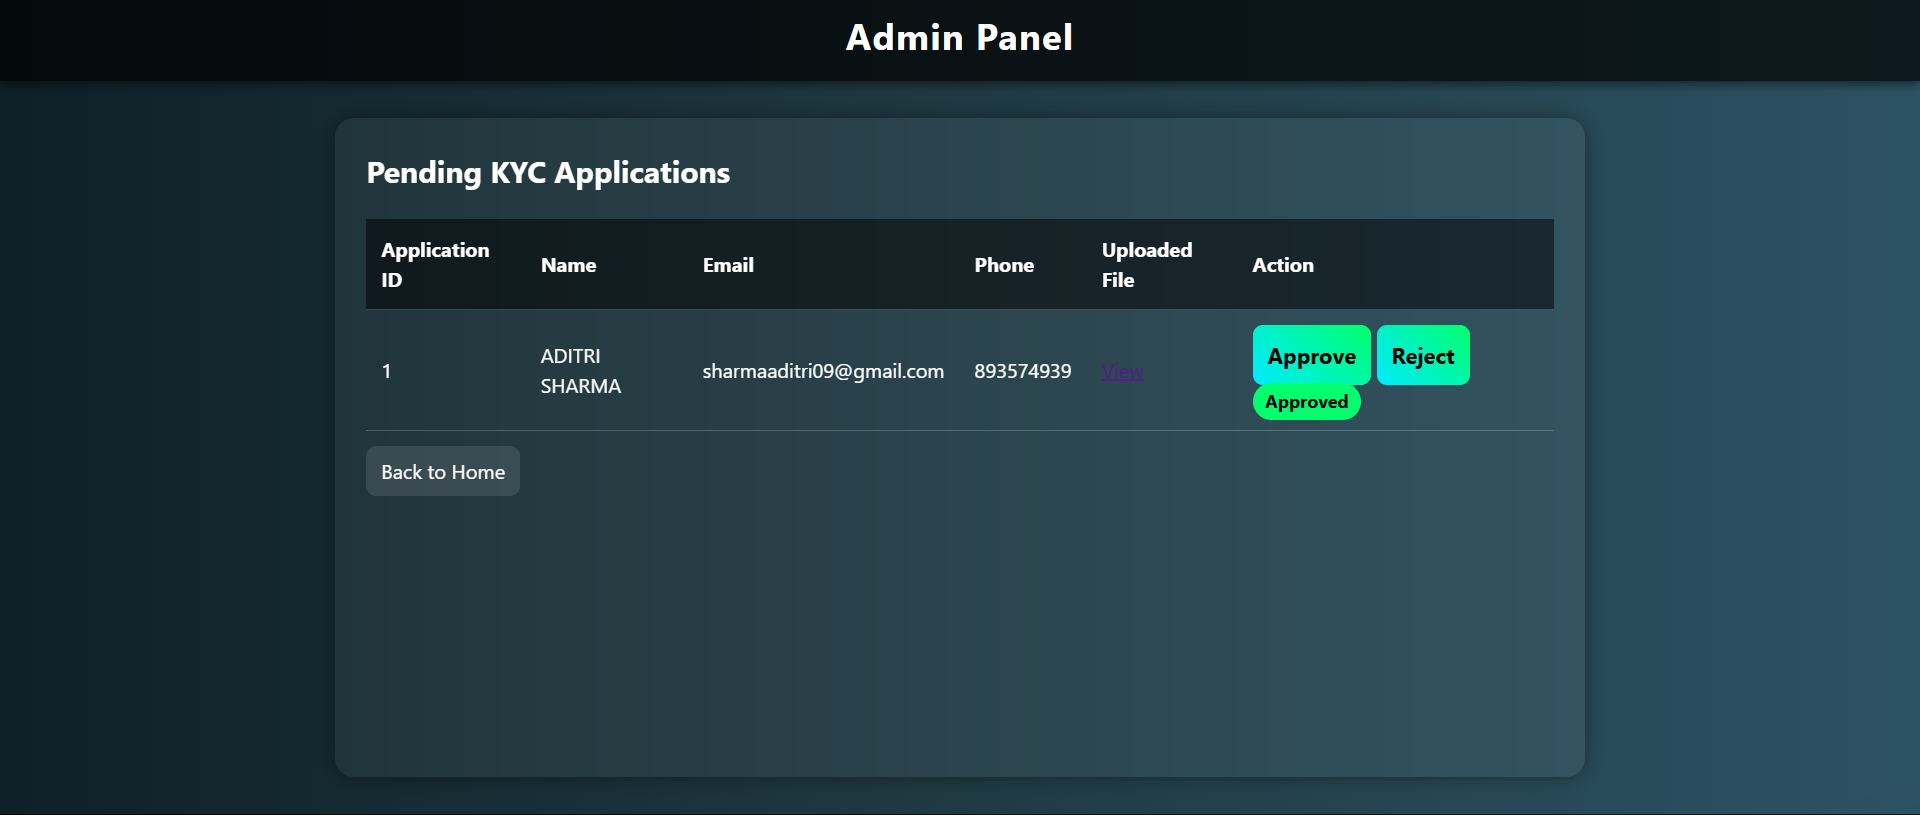 Admin Panel
Pending KYC Applications
Application
ID
Name
Email
Phone
Uploaded
File
Action
1
ADITRI
SHARMA
sharmaaditri09@gmail.com
893574939
View
Approve
Reject
Approved
Back to Home